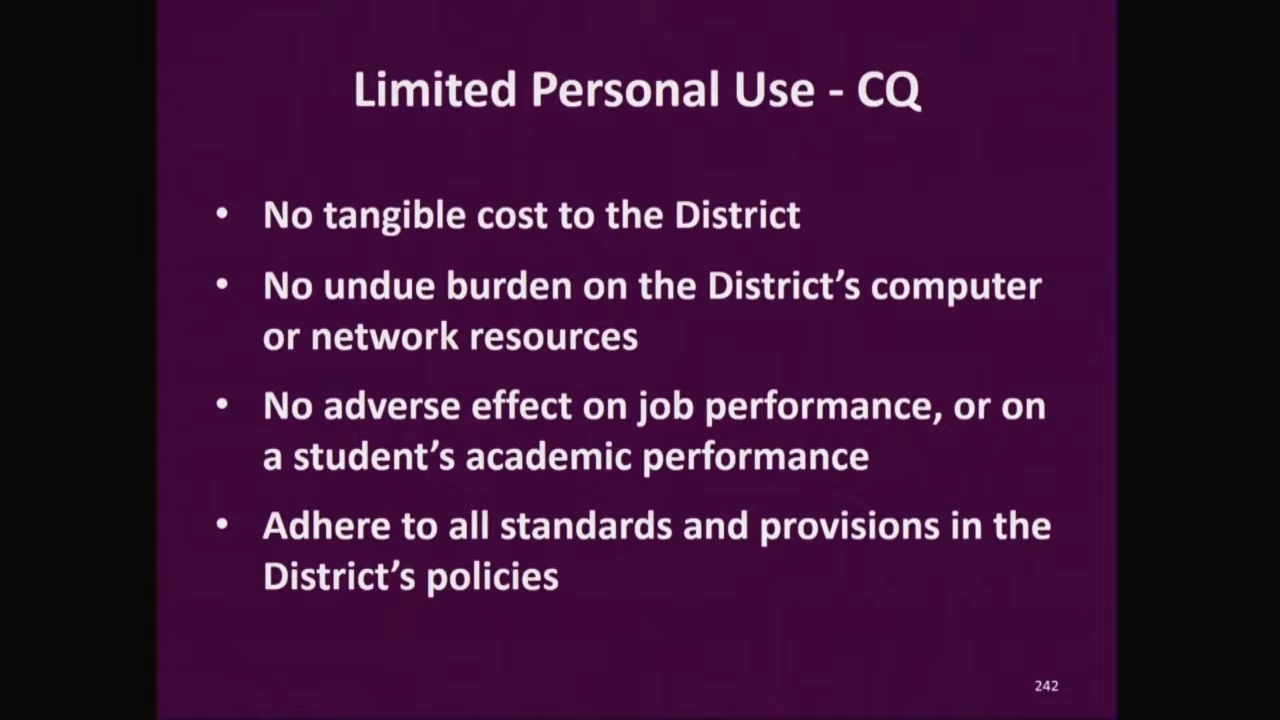 Limited Personal Use - CQ
• No tangible cost to the District
• No undue burden on the District’s computer
or network resources
• No adverse effect on job performance, or on
a student’s academic performance
• Adhere to all standards and provisions in the
District’s policies
242